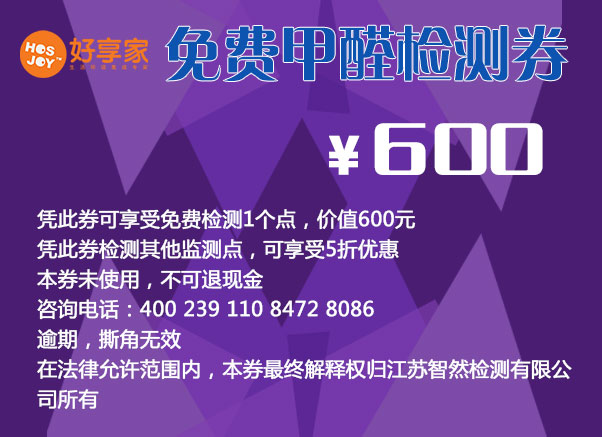 HOS JOY 好享家 免费甲醛检测券
¥600
凭此券可享受免费检测1个点，价值600元
凭此券检测其他监测点，可享受5折优惠
本券未使用，不可退现金
咨询电话：400 239 110 8472 8086
逾期，撕角无效
在法律允许范围内，本券最终解释权归江苏智然检测有限公
司所有